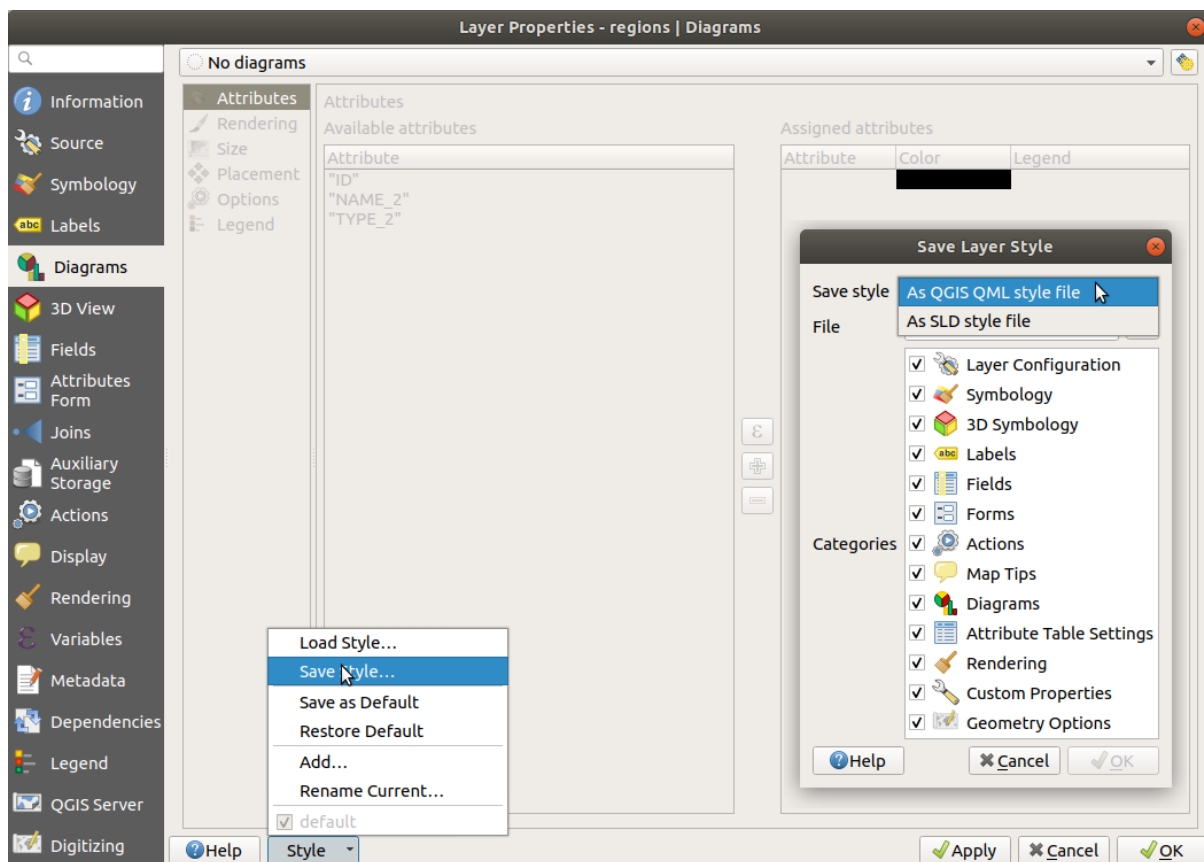 Layer Properties - regions | Diagrams
No diagrams
Information
Source
Symbology
Labels
Diagrams
3D View
Fields
Attributes
Form
Joins
Auxiliary
Storage
Actions
Display
Rendering
Variables
Metadata
Dependencies
Legend
QGIS Server
Digitizing
Attributes
Rendering
Size
Placement
Options
Legend
Attributes
Available attributes
Attribute
"ID"
"NAME_2"
"TYPE_2"
ε
Assigned attributes
Attribute Color Legend
Save Layer Style
Save style As QGIS QML style file
As SLD style file
File
Categories
Layer Configuration
Symbology
3D Symbology
abc Labels
Fields
Forms
Actions
Map Tips
Diagrams
Attribute Table Settings
Rendering
Custom Properties
Geometry Options
Help Cancel OK
Load Style...
Save Style...
Save as Default
Restore Default
Add...
Rename Current...
default
Help Style Apply Cancel OK